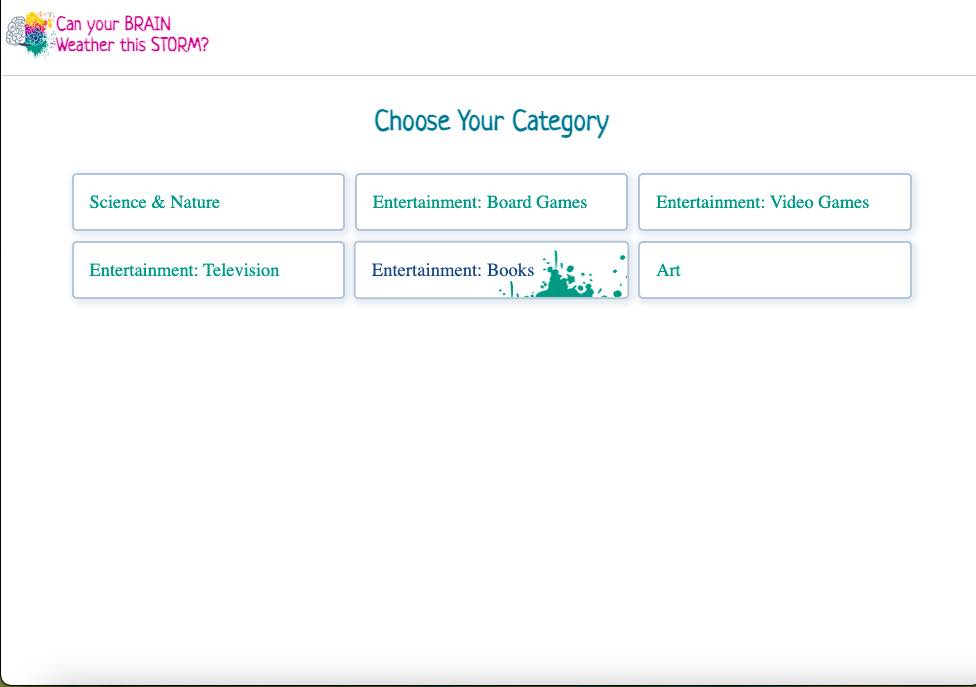 Can your BRAIN
Weather this STORM?
Choose Your Category
Science & Nature
Entertainment: Board Games
Entertainment: Video Games
Entertainment: Television
Entertainment: Books
Art